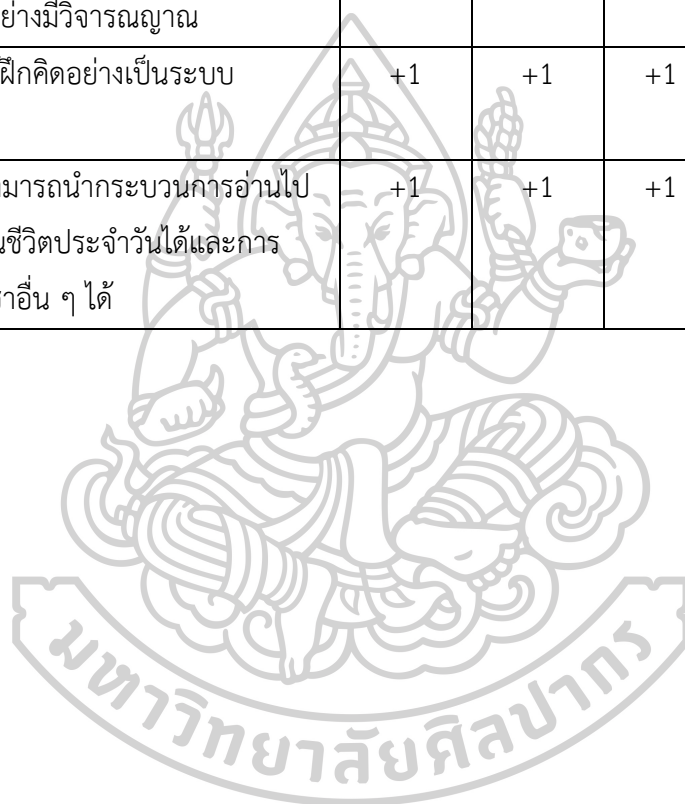 ย่างมีวิจารณญาณ
ฝึกคิดอย่างเป็นระบบ +1 +1 +1
มารถนำกระบวนการอ่านไป +1 +1 +1
นชีวิตประจำวันได้และการ
าอื่น ๆ ได้
มหาวิทยาลัยศิลปากร